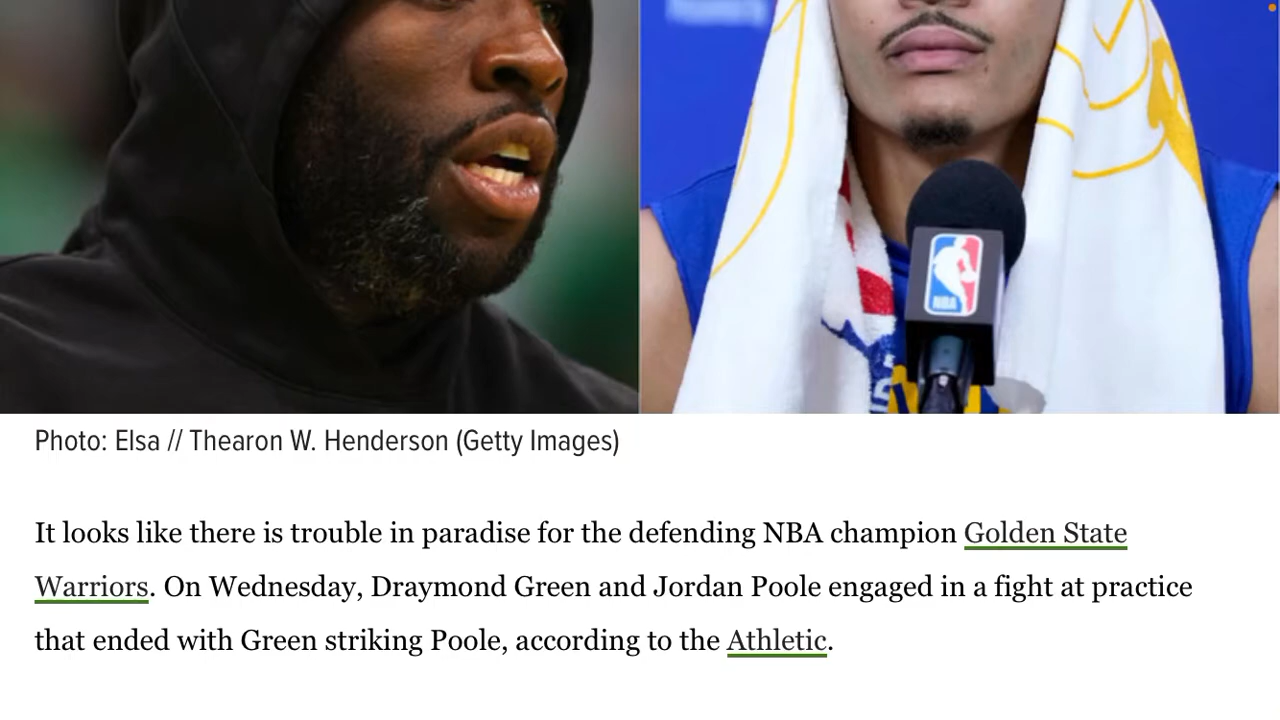 NBA
Photo: Elsa // Thearon W. Henderson (Getty Images)
It looks like there is trouble in paradise for the defending NBA champion Golden State
Warriors. On Wednesday, Draymond Green and Jordan Poole engaged in a fight at practice
that ended with Green striking Poole, according to the Athletic.